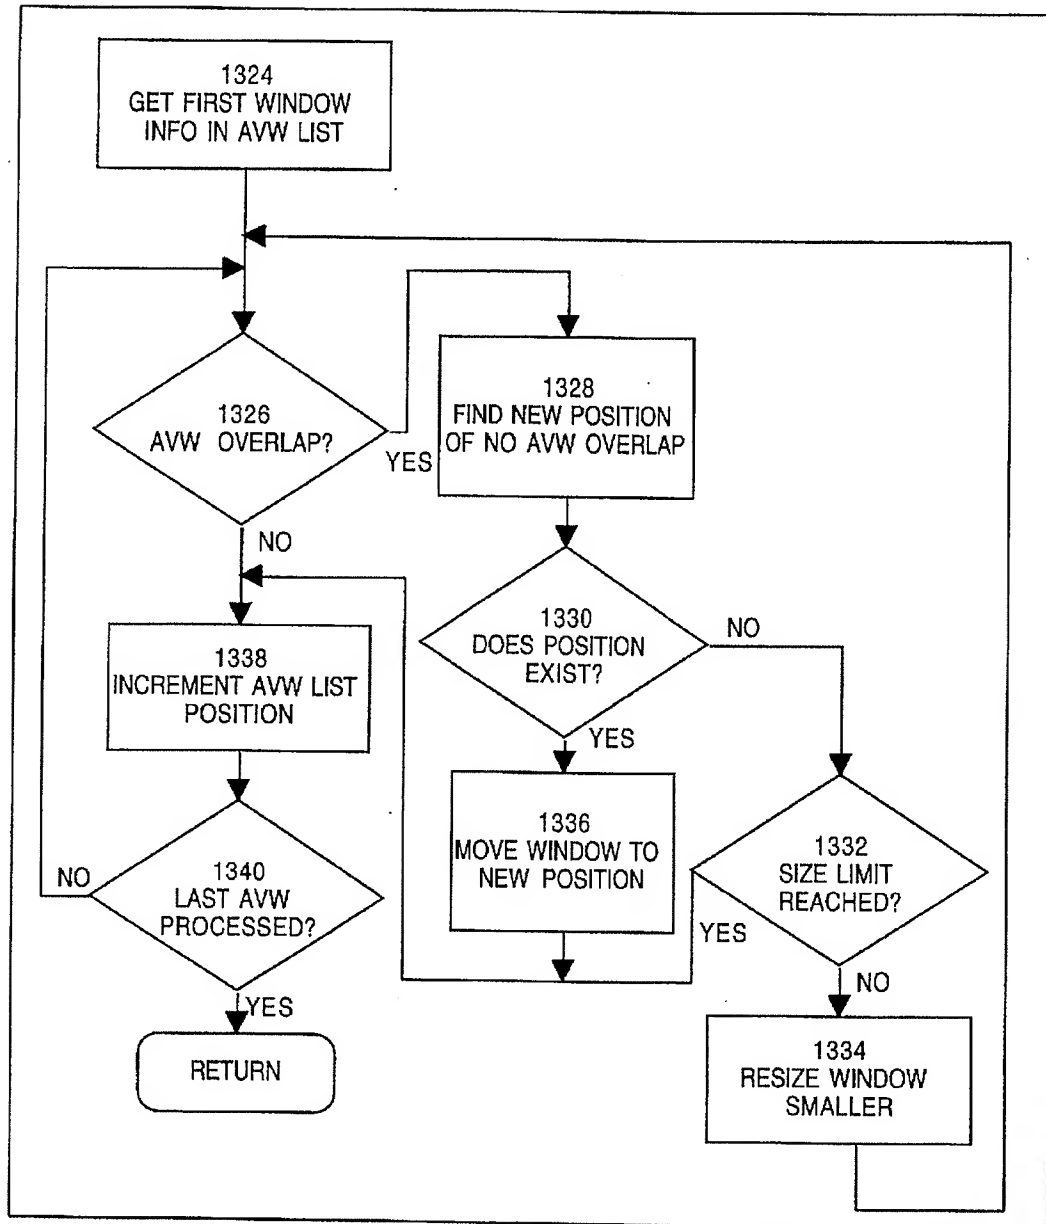 1324
GET FIRST WINDOW
INFO IN AVW LIST
1326
AVW OVERLAP?
YES
NO
1328
FIND NEW POSITION
OF NO AVW OVERLAP
1330
DOES POSITION
EXIST?
NO
YES
1338
INCREMENT AVW LIST
POSITION
1336
MOVE WINDOW TO
NEW POSITION
1332
SIZE LIMIT
REACHED?
YES
NO
1340
LAST AVW
PROCESSED?
NO
YES
RETURN
1334
RESIZE WINDOW
SMALLER